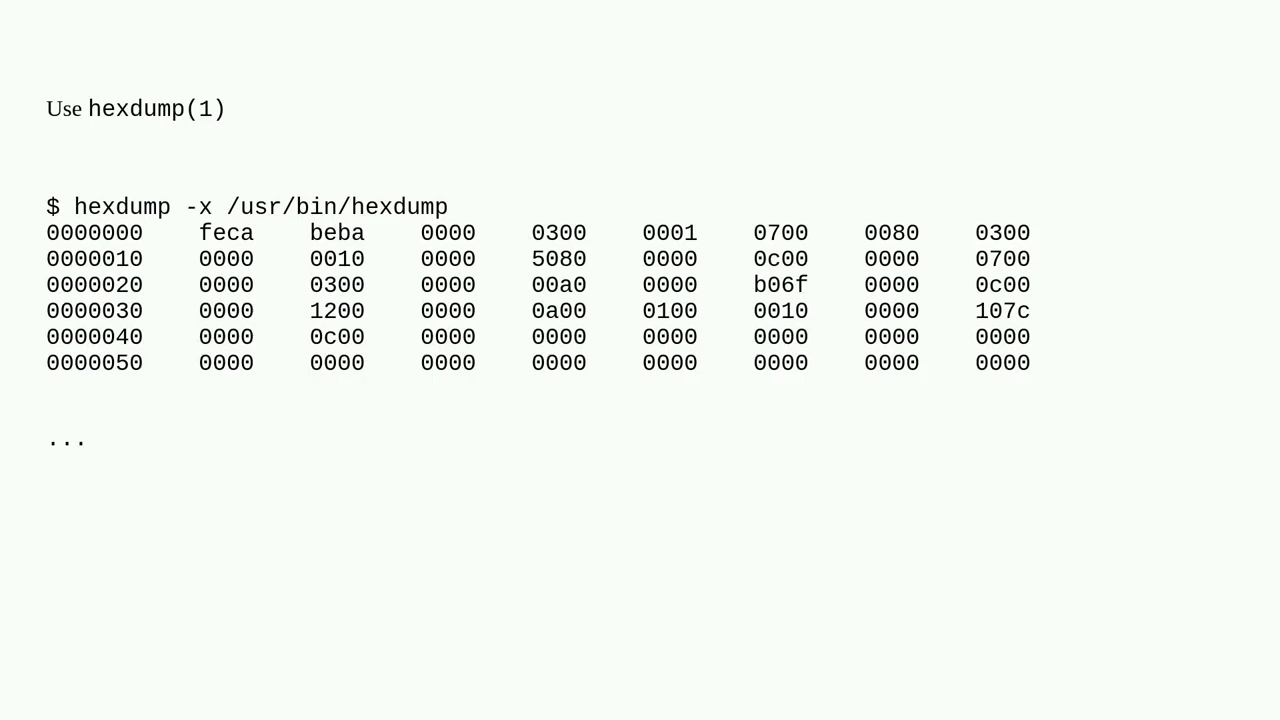 Use hexdump(1)
$ hexdump -x /usr/bin/hexdump
0000000    feca    beba    0000    0300    0001    0700    0080    0300
0000010    0000    0010    0000    5080    0000    0c00    0000    0700
0000020    0000    0300    0000    00a0    0000    b06f    0000    0c00
0000030    0000    1200    0000    0a00    0100    0010    0000    107c
0000040    0000    0c00    0000    0000    0000    0000    0000    0000
0000050    0000    0000    0000    0000    0000    0000    0000    0000
...